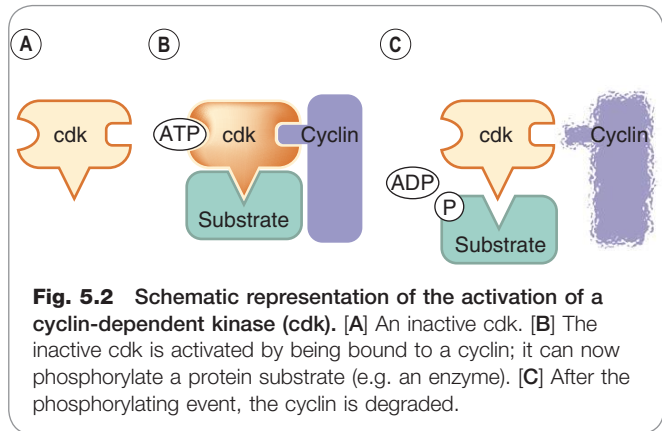 A
B
C
cdk
ATP
cdk
Cyclin
Substrate
cdk
Cyclin
ADP
P
Substrate
Fig. 5.2 Schematic representation of the activation of a
cyclin-dependent kinase (cdk). [A] An inactive cdk. [B] The
inactive cdk is activated by being bound to a cyclin; it can now
phosphorylate a protein substrate (e.g. an enzyme). [C] After the
phosphorylating event, the cyclin is degraded.